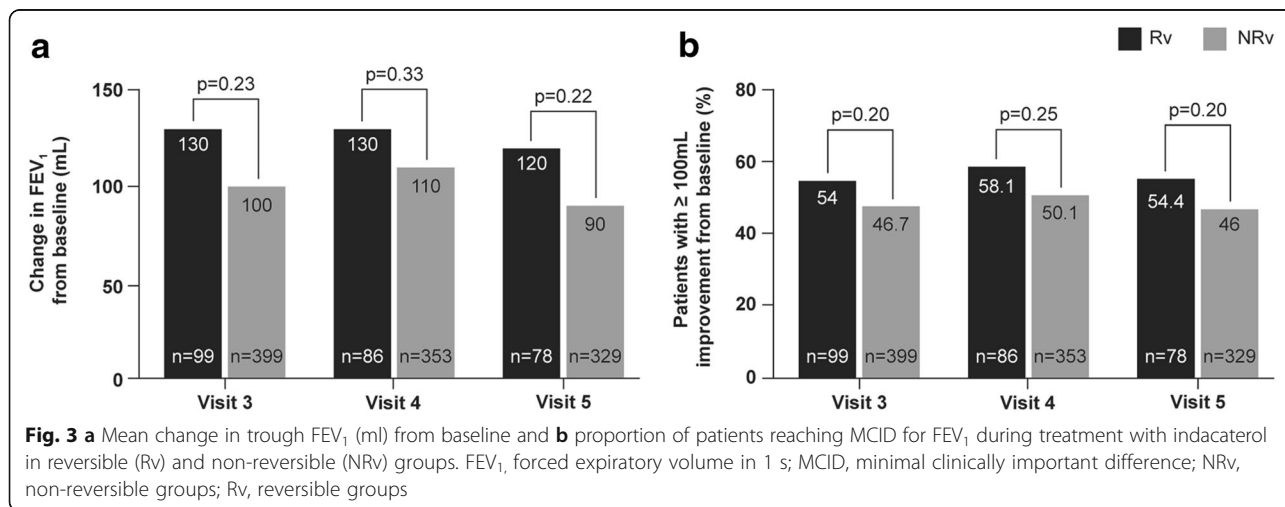 a
Change in FEV1 from baseline (mL)
150
100
50
0
p=0.23
p=0.33
p=0.22
130
100
130
110
120
90
n=99
n=399
n=86
n=353
n=78
n=329
Visit 3
Visit 4
Visit 5
b
Rv
NRv
Patients with ≥ 100mL improvement from baseline (%)
80
60
40
20
0
p=0.20
p=0.25
p=0.20
54
46.7
58.1
50.1
54.4
46
n=99
n=399
n=86
n=353
n=78
n=329
Visit 3
Visit 4
Visit 5
Fig. 3 a Mean change in trough FEV1 (ml) from baseline and b proportion of patients reaching MCID for FEV1 during treatment with indacaterol
in reversible (Rv) and non-reversible (NRv) groups. FEV1, forced expiratory volume in 1 s; MCID, minimal clinically important difference; NRv,
non-reversible groups; Rv, reversible groups